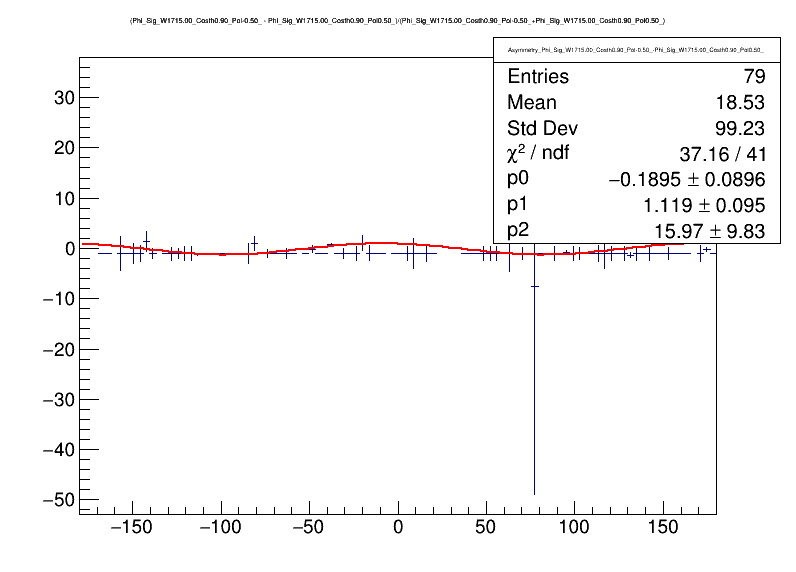 (Phi_Sig_W1715.00_Costh0.90_Pol-0.50_ - Phi_Sig_W1715.00_Costh0.90_Pol0.50_)/(Phi_Sig_W1715.00_Costh0.90_Pol-0.50_+Phi_Sig_W1715.00_Costh0.90_Pol0.50_)
Asymmetry_Phi_Sig_W1715.00_Costh0.90_Pol-0.50_-Phi_Sig_W1715.00_Costh0.90_Pol0.50_
Entries 79
Mean 18.53
Std Dev 99.23
χ² / ndf 37.16 / 41
p0 −0.1895 ± 0.0896
p1 1.119 ± 0.095
p2 15.97 ± 9.83
30
20
10
0
−10
−20
−30
−40
−50
−150 −100 −50 0 50 100 150